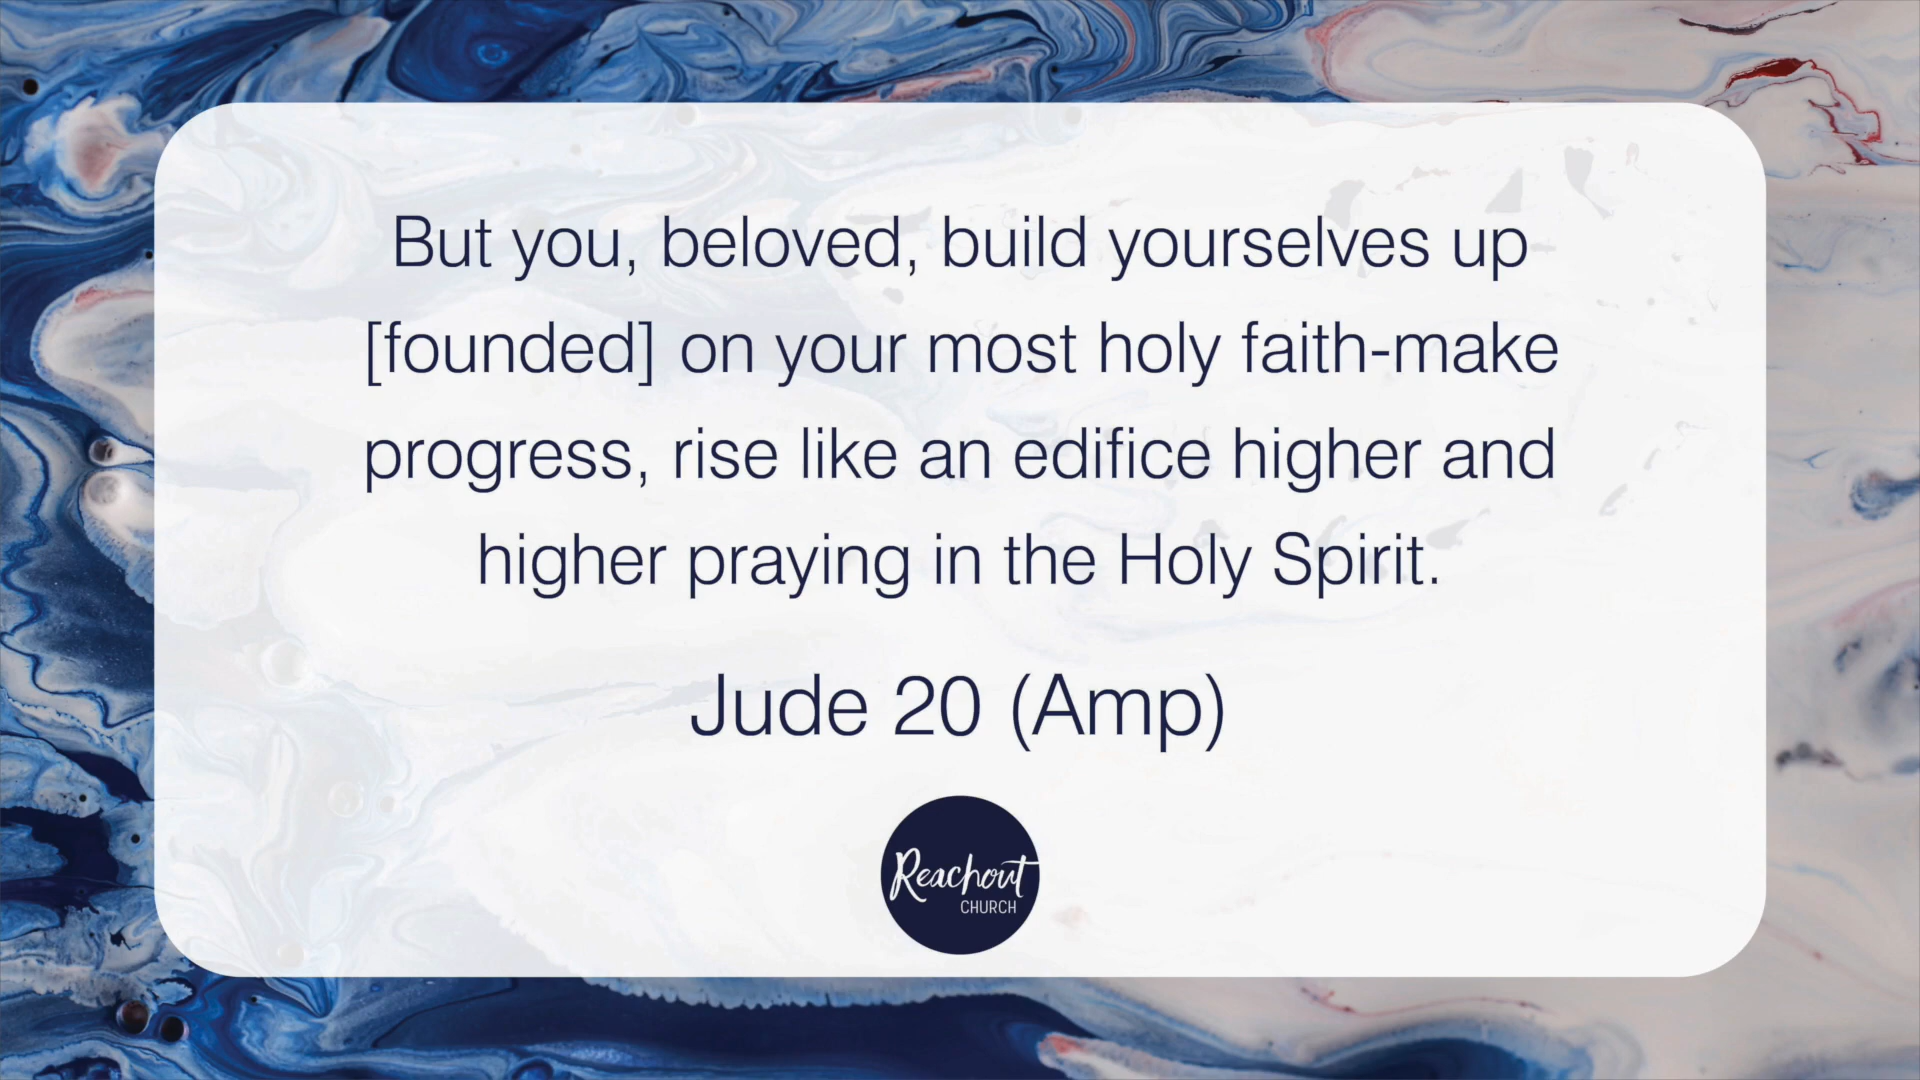 But you, beloved, build yourselves up
[founded] on your most holy faith-make
progress, rise like an edifice higher and
higher praying in the Holy Spirit.
Jude 20 (Amp)
Reachout
CHURCH